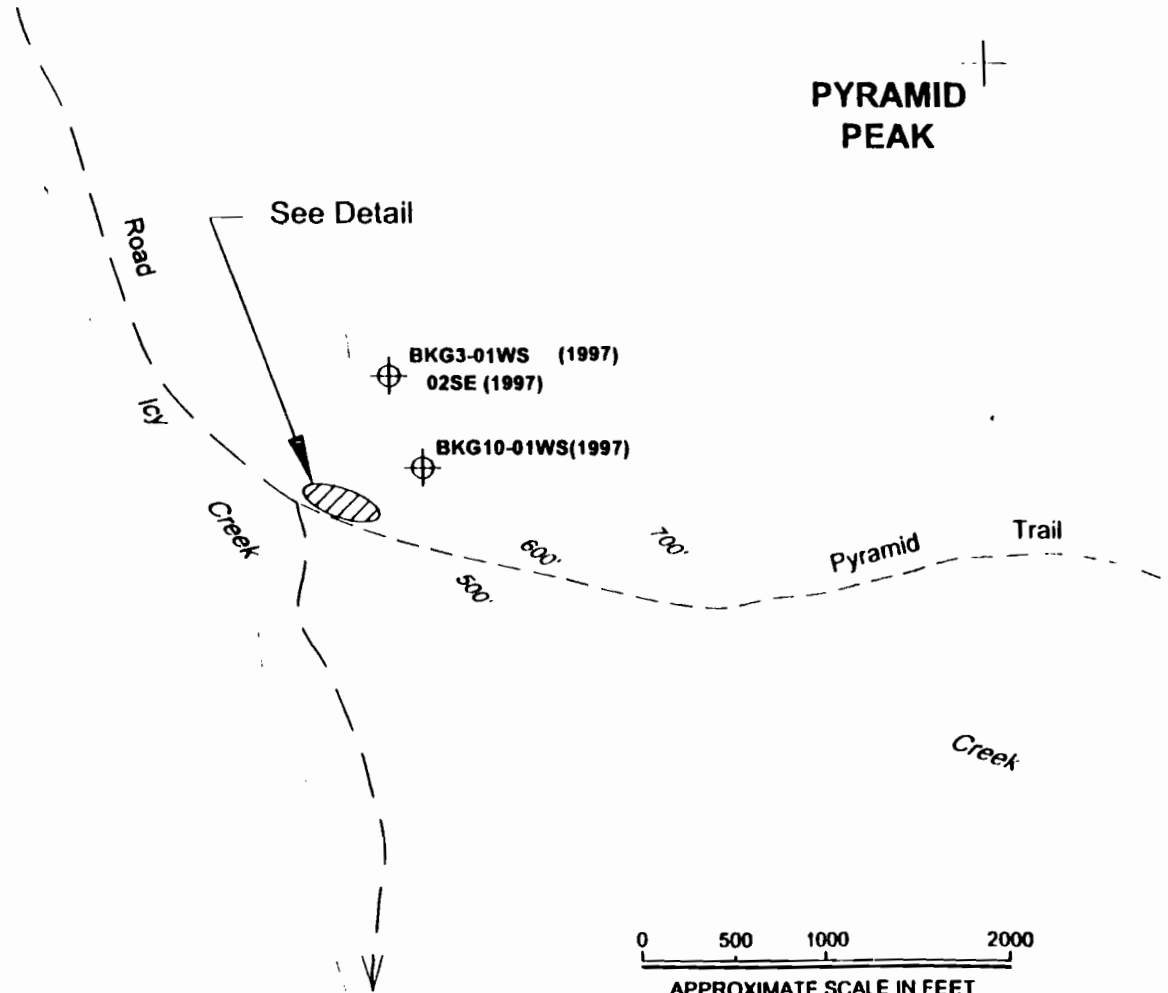 PYRAMID
PEAK
See Detail
Road
BKG3-01WS (1997)
02SE (1997)
Icy
BKG10-01WS(1997)
Creek
600'
700'
500'
Pyramid Trail
Creek
0 500 1000 2000
APPROXIMATE SCALE IN FEET